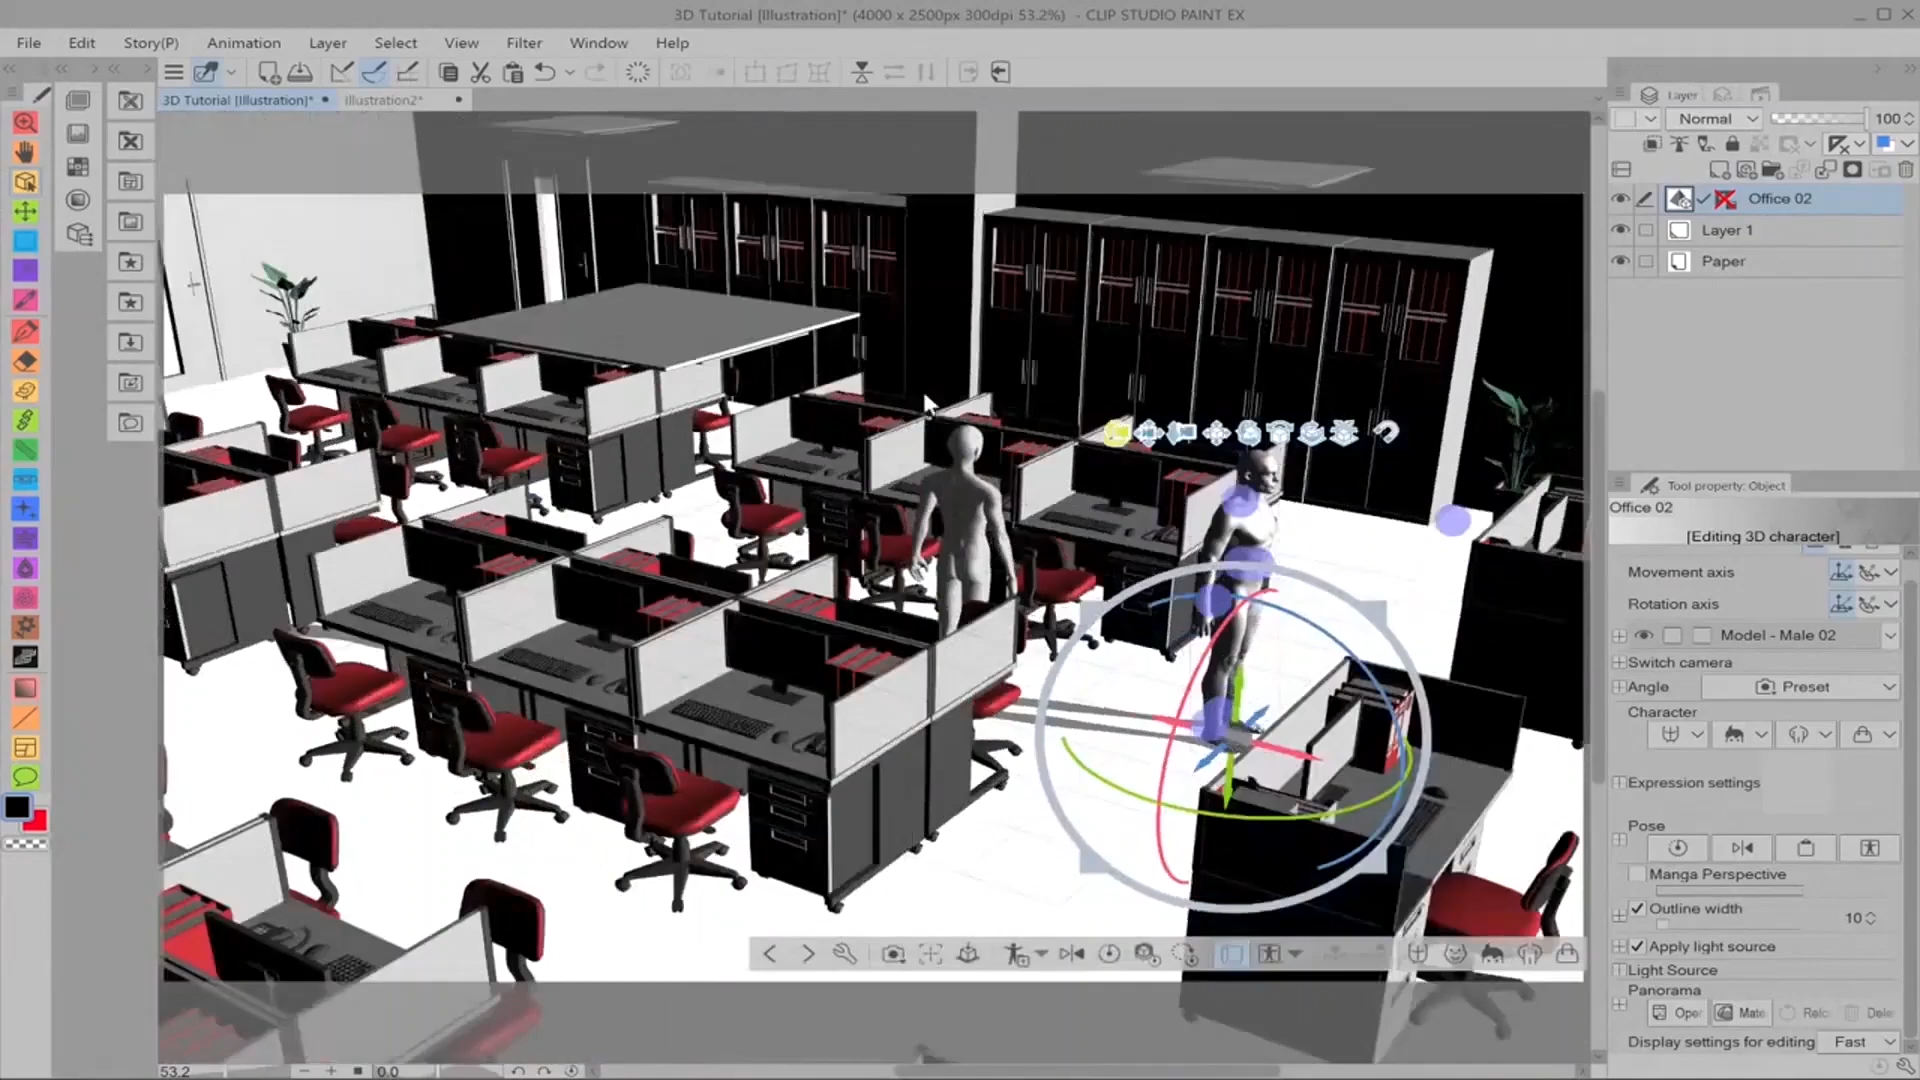 3D Tutorial [Illustration]* (4000 x 2500px 300dpi 53.2%) - CLIP STUDIO PAINT EX
File Edit Story(P) Animation Layer Select View Filter Window Help
3D Tutorial [Illustration]* Illustration2*
Layer
Normal 100
Office 02
Layer 1
Paper
Tool property: Object
Office 02
[Editing 3D character]
Movement axis
Rotation axis
Model - Male 02
Switch camera
Angle Preset
Character
Expression settings
Pose
Manga Perspective
Outline width 10
Apply light source
Light Source
Panorama
Oper Mate Relo Dele
Display settings for editing Fast
53.2 0.0